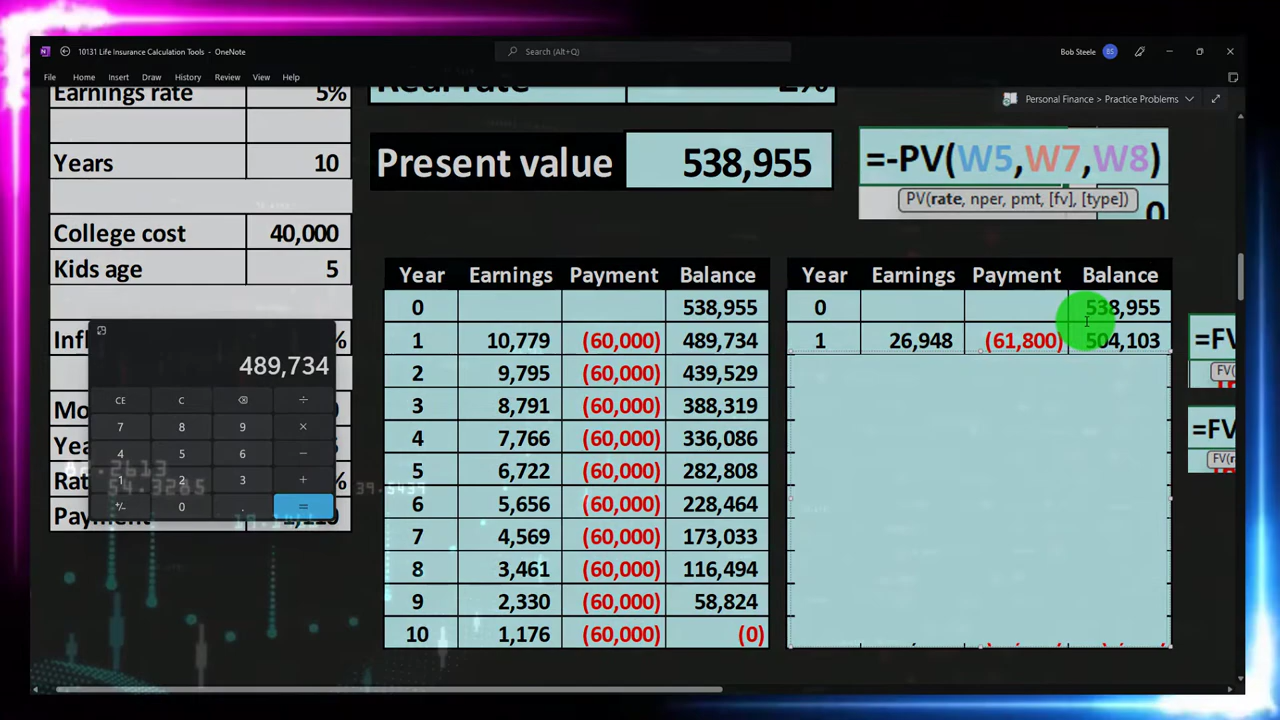 10131 Life Insurance Calculation Tools - OneNote
Search (Alt+Q)
Bob Steele
BS
File Home Insert Draw History Review View Help
Personal Finance > Practice Problems
Earnings rate 5%
Years 10
College cost 40,000
Kids age 5
Present value 538,955
=-PV(W5,W7,W8)
PV(rate, nper, pmt, [fv], [type])
0
Year Earnings Payment Balance
0 538,955
1 10,779 (60,000) 489,734
2 9,795 (60,000) 439,529
3 8,791 (60,000) 388,319
4 7,766 (60,000) 336,086
5 6,722 (60,000) 282,808
6 5,656 (60,000) 228,464
7 4,569 (60,000) 173,033
8 3,461 (60,000) 116,494
9 2,330 (60,000) 58,824
10 1,176 (60,000) (0)
Year Earnings Payment Balance
0 538,955
1 26,948 (61,800) 504,103
=FV
FV(
=FV
FV(r
489,734
CE C ÷
7 8 9 ×
4 5 6 −
1 2 3 +
+/- 0 . =
54.3285
39.5439